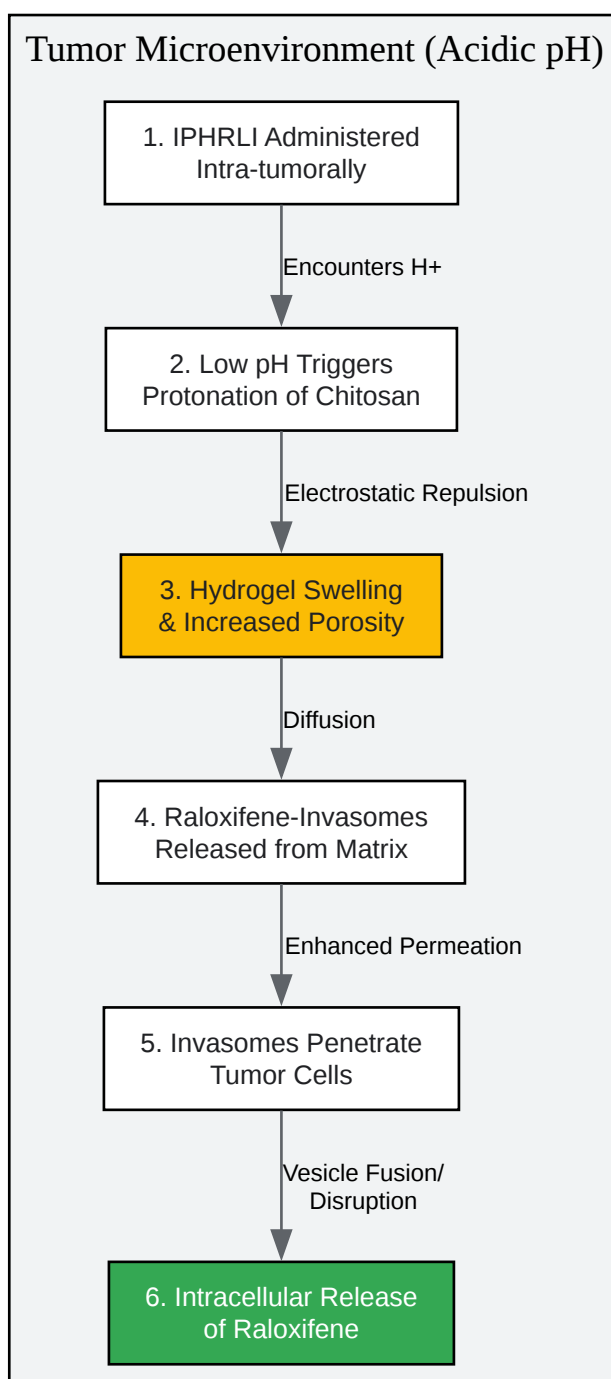 Tumor Microenvironment (Acidic pH)
1. IPHRLI Administered
Intra-tumorally
Encounters H+
2. Low pH Triggers
Protonation of Chitosan
Electrostatic Repulsion
3. Hydrogel Swelling
& Increased Porosity
Diffusion
4. Raloxifene-Invasomes
Released from Matrix
Enhanced Permeation
5. Invasomes Penetrate
Tumor Cells
Vesicle Fusion/
Disruption
6. Intracellular Release
of Raloxifene